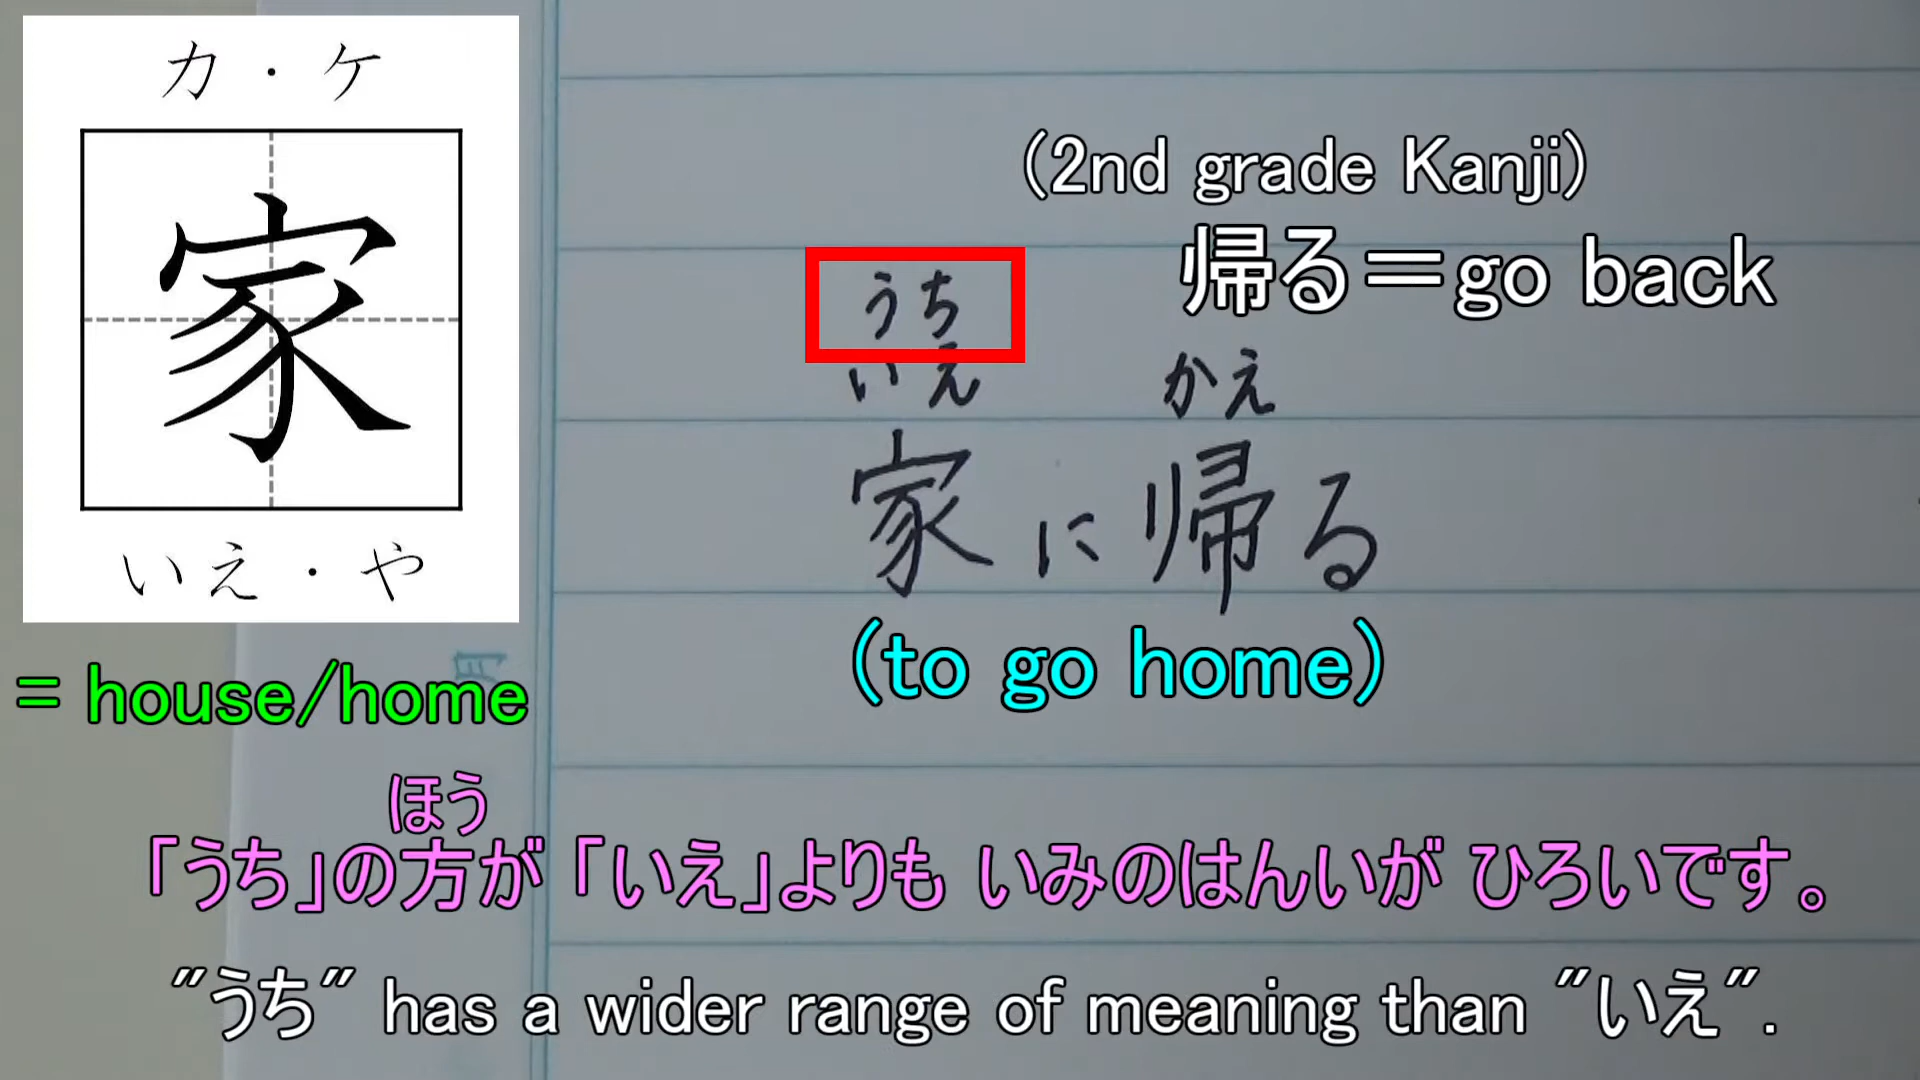 カ・ケ
家
いえ・や
= house/home
(2nd grade Kanji)
帰る＝go back
うち
いえ かえ
家に帰る
(to go home)
ほう
「うち」の方が「いえ」よりも いみのはんいが ひろいです。
"うち" has a wider range of meaning than "いえ".